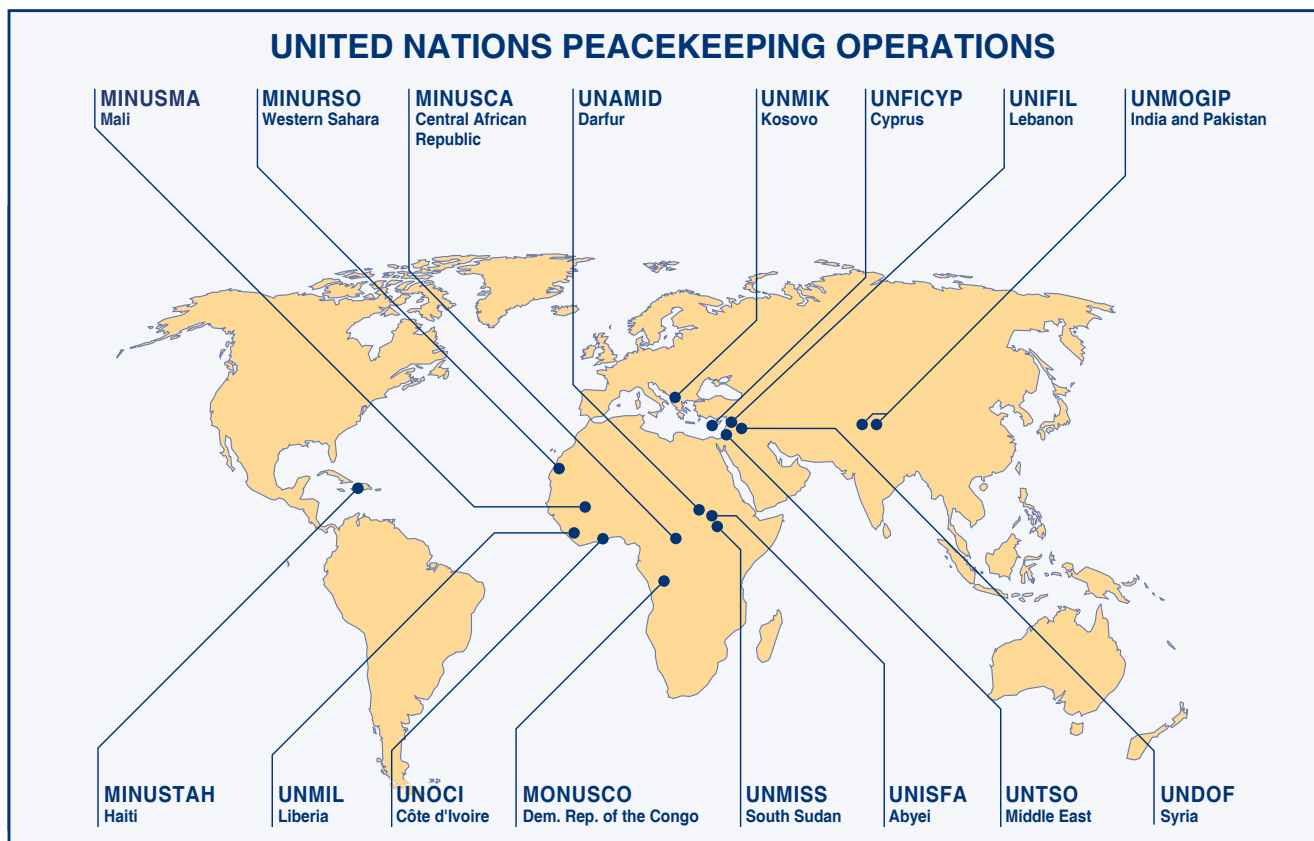 UNITED NATIONS PEACEKEEPING OPERATIONS
MINUSMA
Mali
MINURSO
Western Sahara
MINUSCA
Central African
Republic
UNAMID
Darfur
UNMIK
Kosovo
UNFICYP
Cyprus
UNIFIL
Lebanon
UNMOGIP
India and Pakistan
MINUSTAH
Haiti
UNMIL
Liberia
UNOCI
Côte d'Ivoire
MONUSCO
Dem. Rep. of the Congo
UNMISS
South Sudan
UNISFA
Abyei
UNTSO
Middle East
UNDOF
Syria